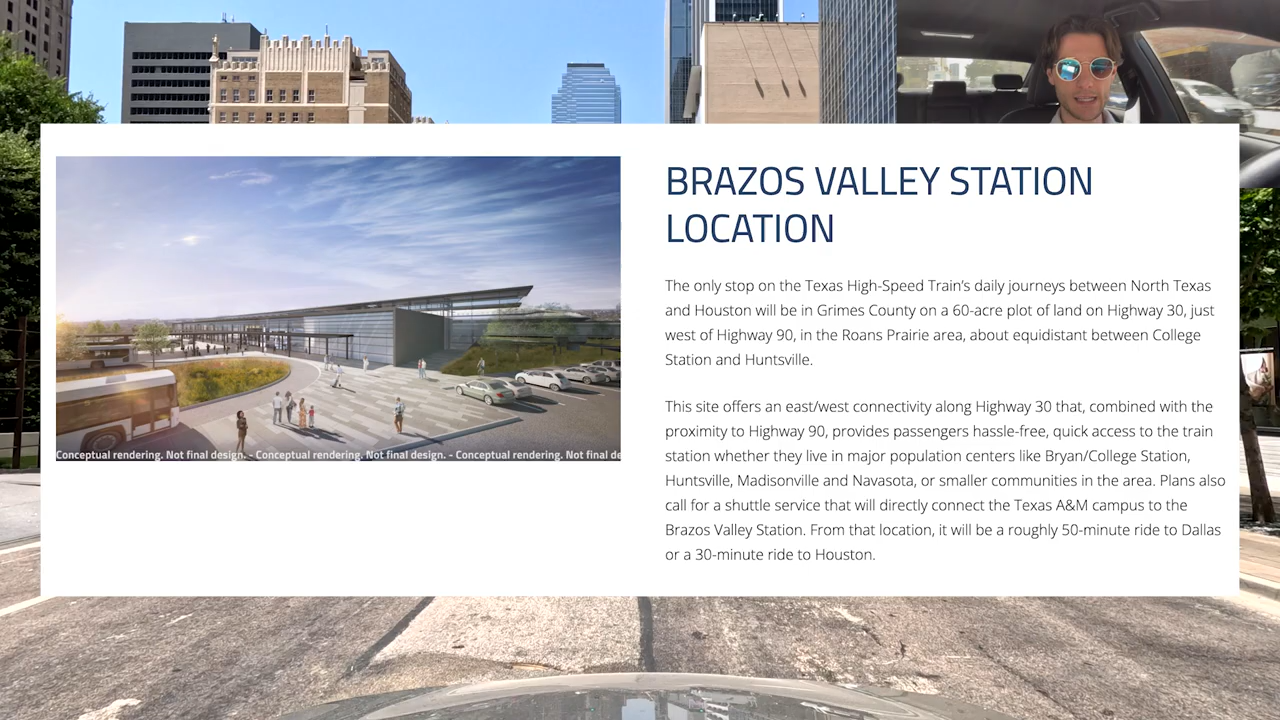 BRAZOS VALLEY STATION
LOCATION
The only stop on the Texas High-Speed Train’s daily journeys between North Texas
and Houston will be in Grimes County on a 60-acre plot of land on Highway 30, just
west of Highway 90, in the Roans Prairie area, about equidistant between College
Station and Huntsville.
This site offers an east/west connectivity along Highway 30 that, combined with the
proximity to Highway 90, provides passengers hassle-free, quick access to the train
station whether they live in major population centers like Bryan/College Station,
Huntsville, Madisonville and Navasota, or smaller communities in the area. Plans also
call for a shuttle service that will directly connect the Texas A&M campus to the
Brazos Valley Station. From that location, it will be a roughly 50-minute ride to Dallas
or a 30-minute ride to Houston.
Conceptual rendering. Not final design. - Conceptual rendering. Not final design. - Conceptual rendering. Not final de